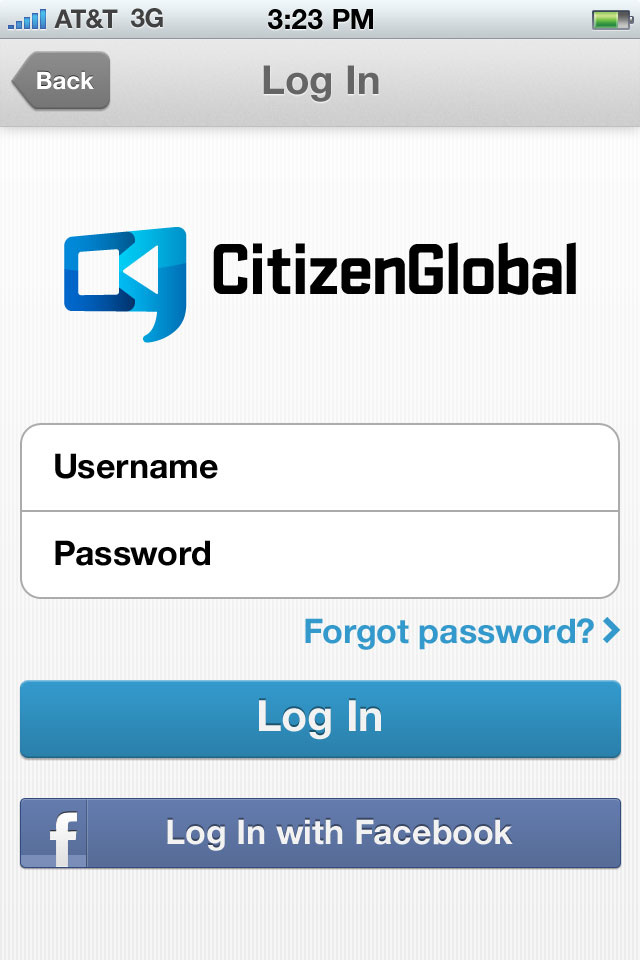 AT&T 3G 3:23 PM
Back Log In
CitizenGlobal
Username
Password
Forgot password?
Log In
f Log In with Facebook